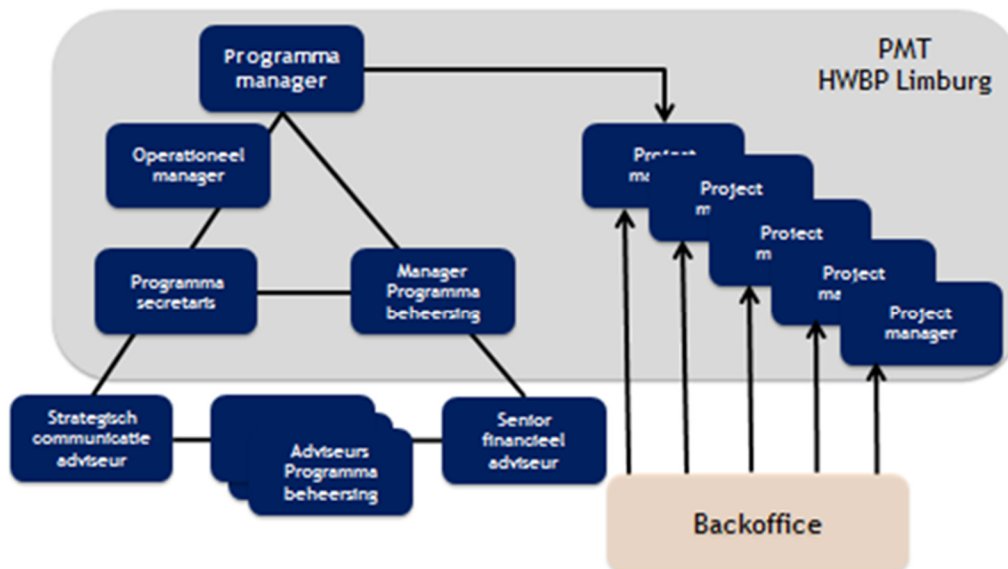 Programma
manager
PMT
HWBP Limburg
Operationeel
manager
Project
Project
Project
Project
Project
manager
Programma
secretaris
Manager
Programma
beheersing
Strategisch
communicatie
adviseur
Adviseurs
Programma
beheersing
Senior
financieel
adviseur
Backoffice